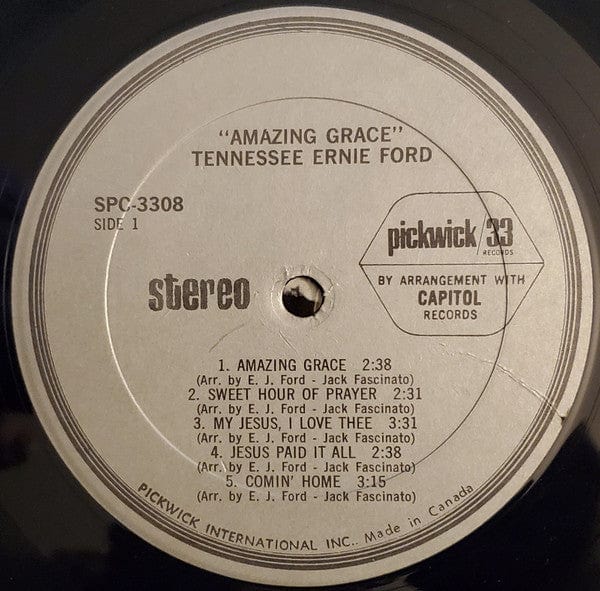 "AMAZING GRACE"
TENNESSEE ERNIE FORD
SPC-3308
SIDE 1
pickwick/33
RECORDS
BY ARRANGEMENT WITH
CAPITOL
RECORDS
stereo
1. AMAZING GRACE 2:38
(Arr. by E. J. Ford - Jack Fascinato)
2. SWEET HOUR OF PRAYER 2:31
(Arr. by E. J. Ford - Jack Fascinato)
3. MY JESUS, I LOVE THEE 3:31
(Arr. by E. J. Ford - Jack Fascinato)
4. JESUS PAID IT ALL 2:38
(Arr. by E. J. Ford - Jack Fascinato)
5. COMIN' HOME 3:15
(Arr. by E. J. Ford - Jack Fascinato)
PICKWICK INTERNATIONAL INC.. Made in Canada